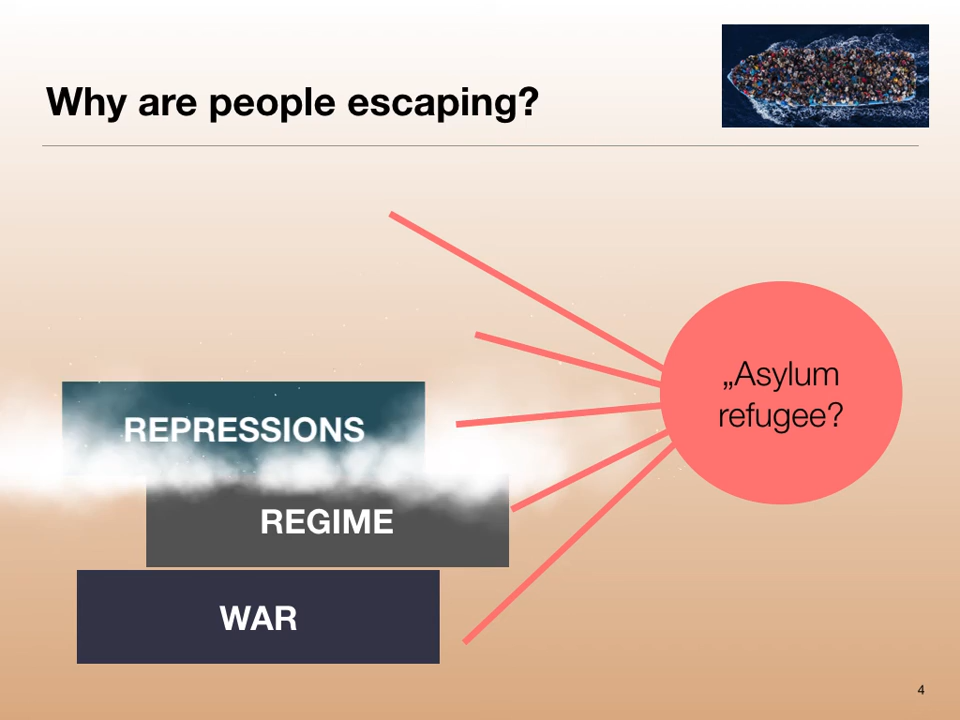 Why are people escaping?
„Asylum
refugee?
REPRESSIONS
REGIME
WAR
4